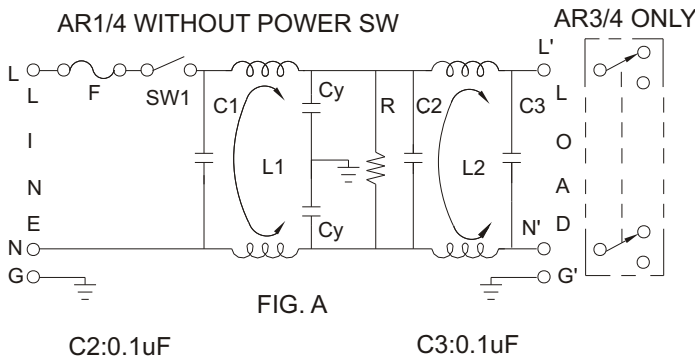 AR1/4 WITHOUT POWER SW
AR3/4 ONLY
L
L
I
N
E
N
G
F
SW1
C1
L1
Cy
Cy
R
C2
L2
C3
L'
L
O
A
D
N'
G'
FIG. A
C2:0.1uF
C3:0.1uF